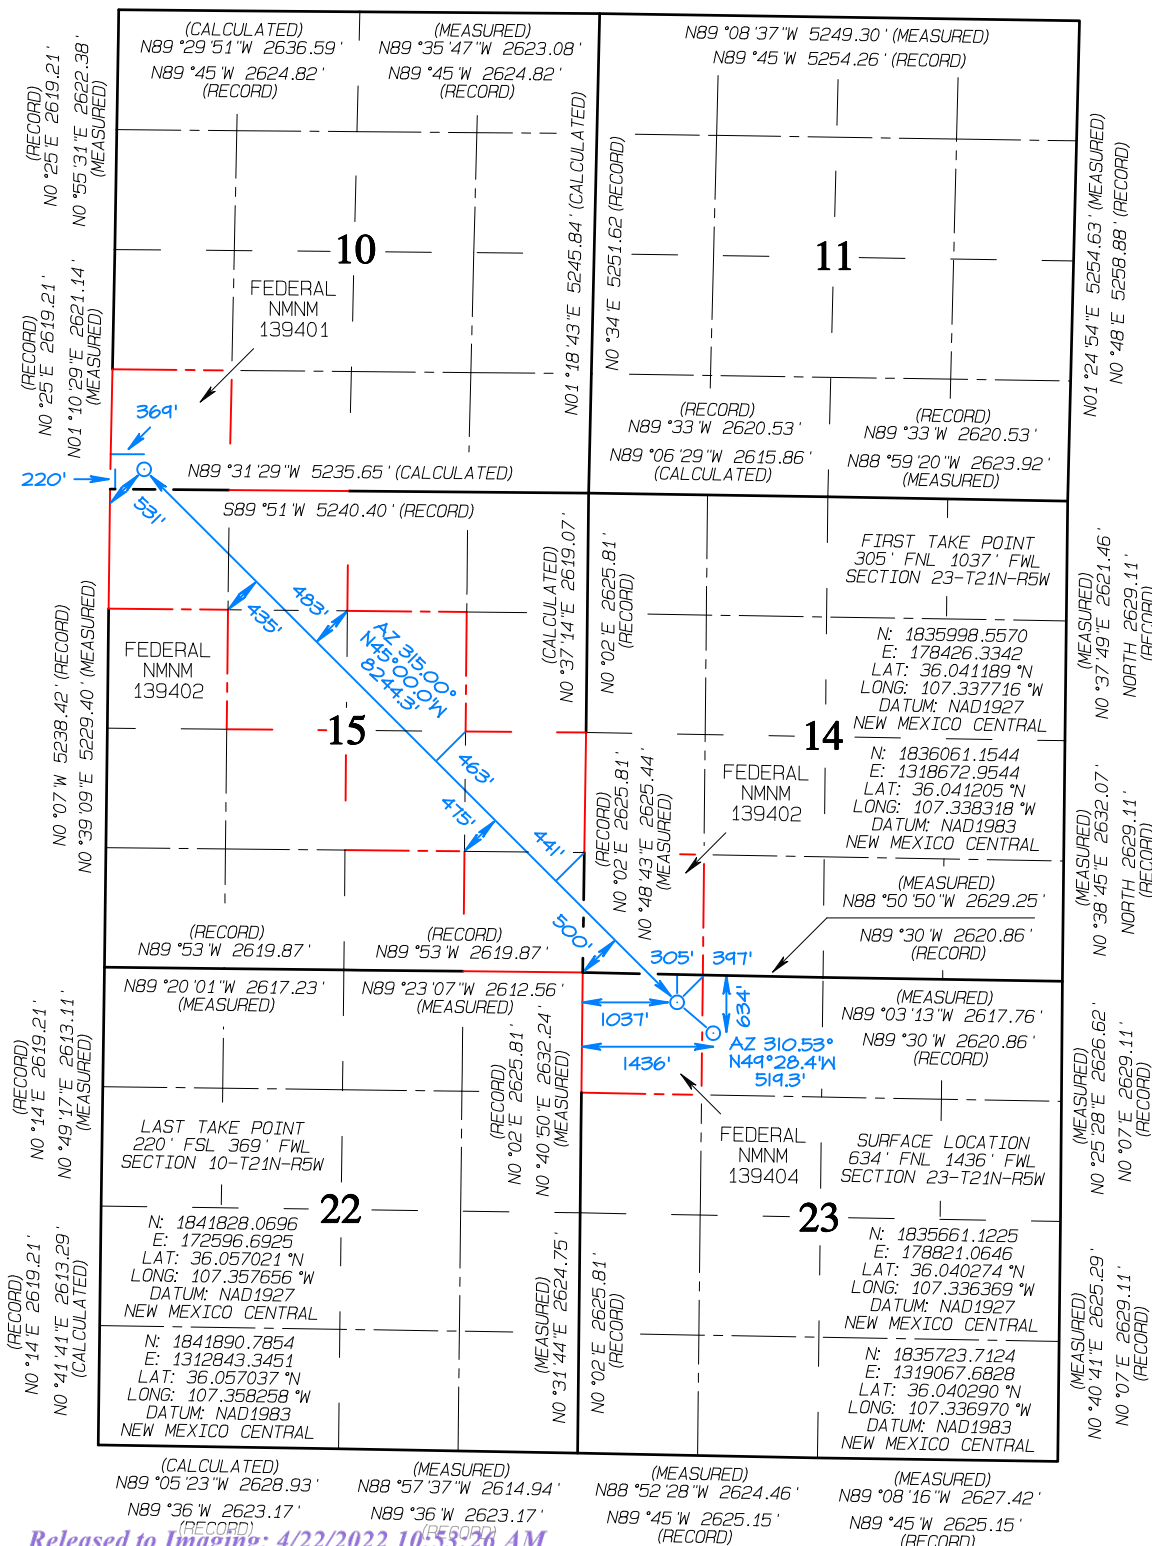 (CALCULATED)
N89°29'51"W 2636.59'
N89°45'W 2624.82'
(RECORD)
(MEASURED)
N89°35'47"W 2623.08'
N89°45'W 2624.82'
(RECORD)
N89°08'37"W 5249.30' (MEASURED)
N89°45'W 5254.26' (RECORD)
(RECORD)
N0°25'E 2619.21'
N0°55'31"E 2622.38'
(MEASURED)
(RECORD)
N0°25'E 2619.21'
N01°10'29"E 2621.14'
(MEASURED)
N01°18'43"E 5245.84' (CALCULATED)
N0°34'E 5251.62 (RECORD)
N01°24'54"E 5254.63' (MEASURED)
N0°48'E 5258.88' (RECORD)
10
11
FEDERAL
NMNM
139401
369'
220'
531'
N89°31'29"W 5235.65' (CALCULATED)
S89°51'W 5240.40' (RECORD)
(RECORD)
N89°33'W 2620.53'
N89°06'29"W 2615.86'
(CALCULATED)
(RECORD)
N89°33'W 2620.53'
N88°59'20"W 2623.92'
(MEASURED)
N0°07'W 5238.42' (RECORD)
N0°39'09"E 5229.40' (MEASURED)
FEDERAL
NMNM
139402
435'
483'
AZ 315.00°
N45°00.0'W
8244.3'
15
463'
475'
441'
500'
(CALCULATED)
N0°37'14"E 2619.07'
N0°02'E 2625.81'
(RECORD)
(RECORD)
N0°02'E 2625.81'
N0°48'43"E 2625.44'
(MEASURED)
FIRST TAKE POINT
305' FNL 1037' FWL
SECTION 23-T21N-R5W
N: 1835998.5570
E: 178426.3342
LAT: 36.041189°N
LONG: 107.337716°W
DATUM: NAD1927
NEW MEXICO CENTRAL
14
N: 1836061.1544
E: 1318672.9544
LAT: 36.041205°N
LONG: 107.338318°W
DATUM: NAD1983
NEW MEXICO CENTRAL
FEDERAL
NMNM
139402
(MEASURED)
N0°37'49"E 2621.46'
NORTH 2629.11'
(RECORD)
(MEASURED)
N0°38'45"E 2632.07'
NORTH 2629.11'
(RECORD)
(MEASURED)
N88°50'50"W 2629.25'
N89°30'W 2620.86'
(RECORD)
(RECORD)
N89°53'W 2619.87'
(RECORD)
N89°53'W 2619.87'
N89°20'01"W 2617.23'
(MEASURED)
N89°23'07"W 2612.56'
(MEASURED)
305'
397'
1037'
634'
1436'
AZ 310.53°
N49°28.4'W
519.3'
(MEASURED)
N89°03'13"W 2617.76'
N89°30'W 2620.86'
(RECORD)
(RECORD)
N0°14'E 2619.21'
N0°49'17"E 2613.11'
(MEASURED)
(RECORD)
N0°02'E 2625.81'
N0°40'50"E 2632.24'
(MEASURED)
(MEASURED)
N0°25'28"E 2626.62'
N0°07'E 2629.11'
(RECORD)
LAST TAKE POINT
220' FSL 369' FWL
SECTION 10-T21N-R5W
22
N: 1841828.0696
E: 172596.6925
LAT: 36.057021°N
LONG: 107.357656°W
DATUM: NAD1927
NEW MEXICO CENTRAL
N: 1841890.7854
E: 1312843.3451
LAT: 36.057037°N
LONG: 107.358258°W
DATUM: NAD1983
NEW MEXICO CENTRAL
FEDERAL
NMNM
139404
SURFACE LOCATION
634' FNL 1436' FWL
SECTION 23-T21N-R5W
23
N: 1835661.1225
E: 178821.0646
LAT: 36.040274°N
LONG: 107.336369°W
DATUM: NAD1927
NEW MEXICO CENTRAL
N: 1835723.7124
E: 1319067.6828
LAT: 36.040290°N
LONG: 107.336970°W
DATUM: NAD1983
NEW MEXICO CENTRAL
(RECORD)
N0°14'E 2619.21'
N0°41'41"E 2613.29'
(CALCULATED)
(MEASURED)
N0°31'44"E 2624.75'
N0°02'E 2625.81'
(RECORD)
(MEASURED)
N0°40'41"E 2625.29'
N0°07'E 2629.11'
(RECORD)
(CALCULATED)
N89°05'23"W 2628.93'
N89°36'W 2623.17'
(RECORD)
(MEASURED)
N88°57'37"W 2614.94'
N89°36'W 2623.17'
(RECORD)
(MEASURED)
N88°52'28"W 2624.46'
N89°45'W 2625.15'
(RECORD)
(MEASURED)
N89°08'16"W 2627.42'
N89°45'W 2625.15'
(RECORD)
Released to Imaging: 4/22/2022 10:53:26 AM